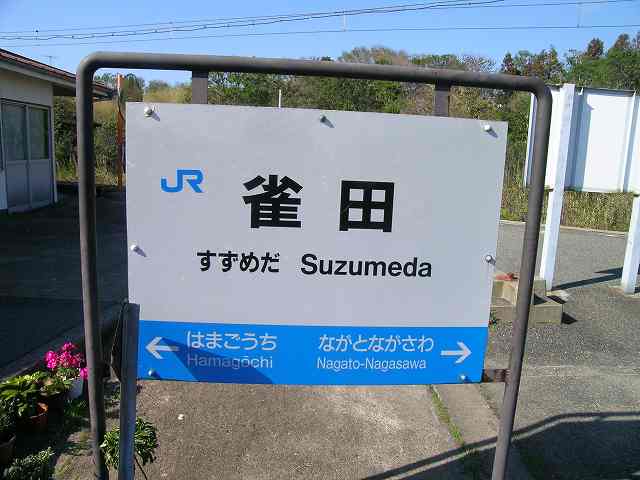 JR 雀田
すずめだ Suzumeda
← はまごうち ながとながさわ →
Hamagōchi Nagato-Nagasawa